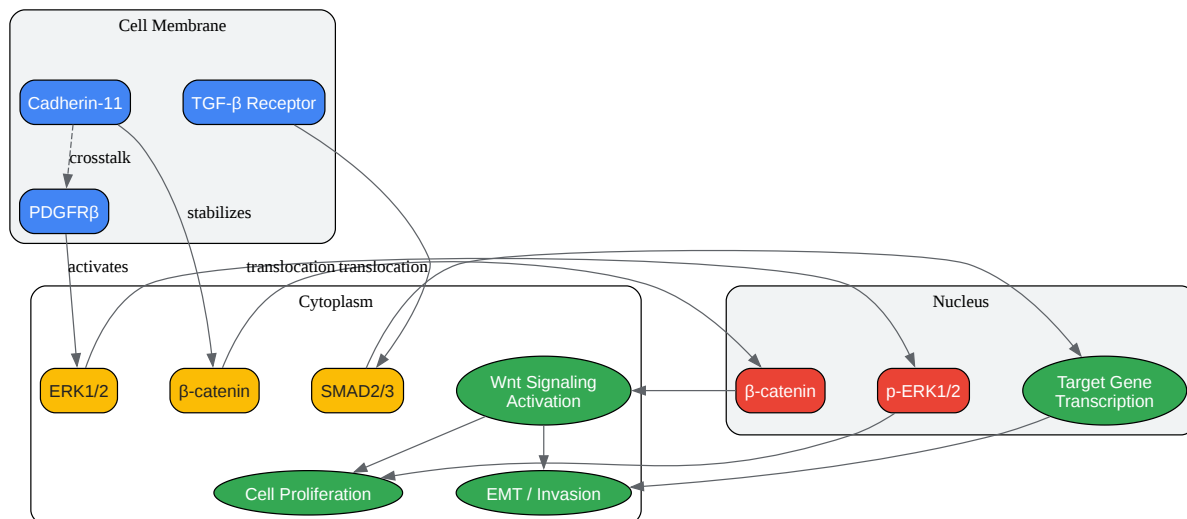 Cell Membrane
Cadherin-11
TGF-β Receptor
crosstalk
PDGFRβ
stabilizes
activates
translocation
translocation
Cytoplasm
Nucleus
ERK1/2
β-catenin
SMAD2/3
Wnt Signaling
Activation
β-catenin
p-ERK1/2
Target Gene
Transcription
Cell Proliferation
EMT / Invasion